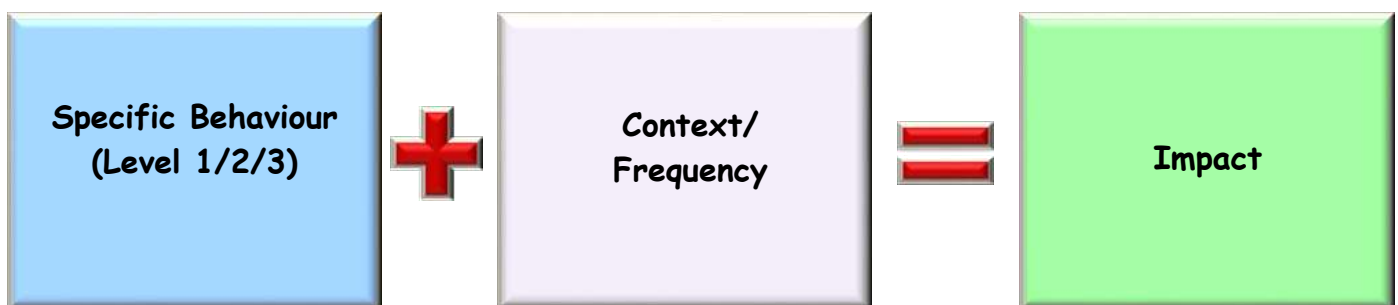 Specific Behaviour
(Level 1/2/3)
Context/
Frequency
Impact